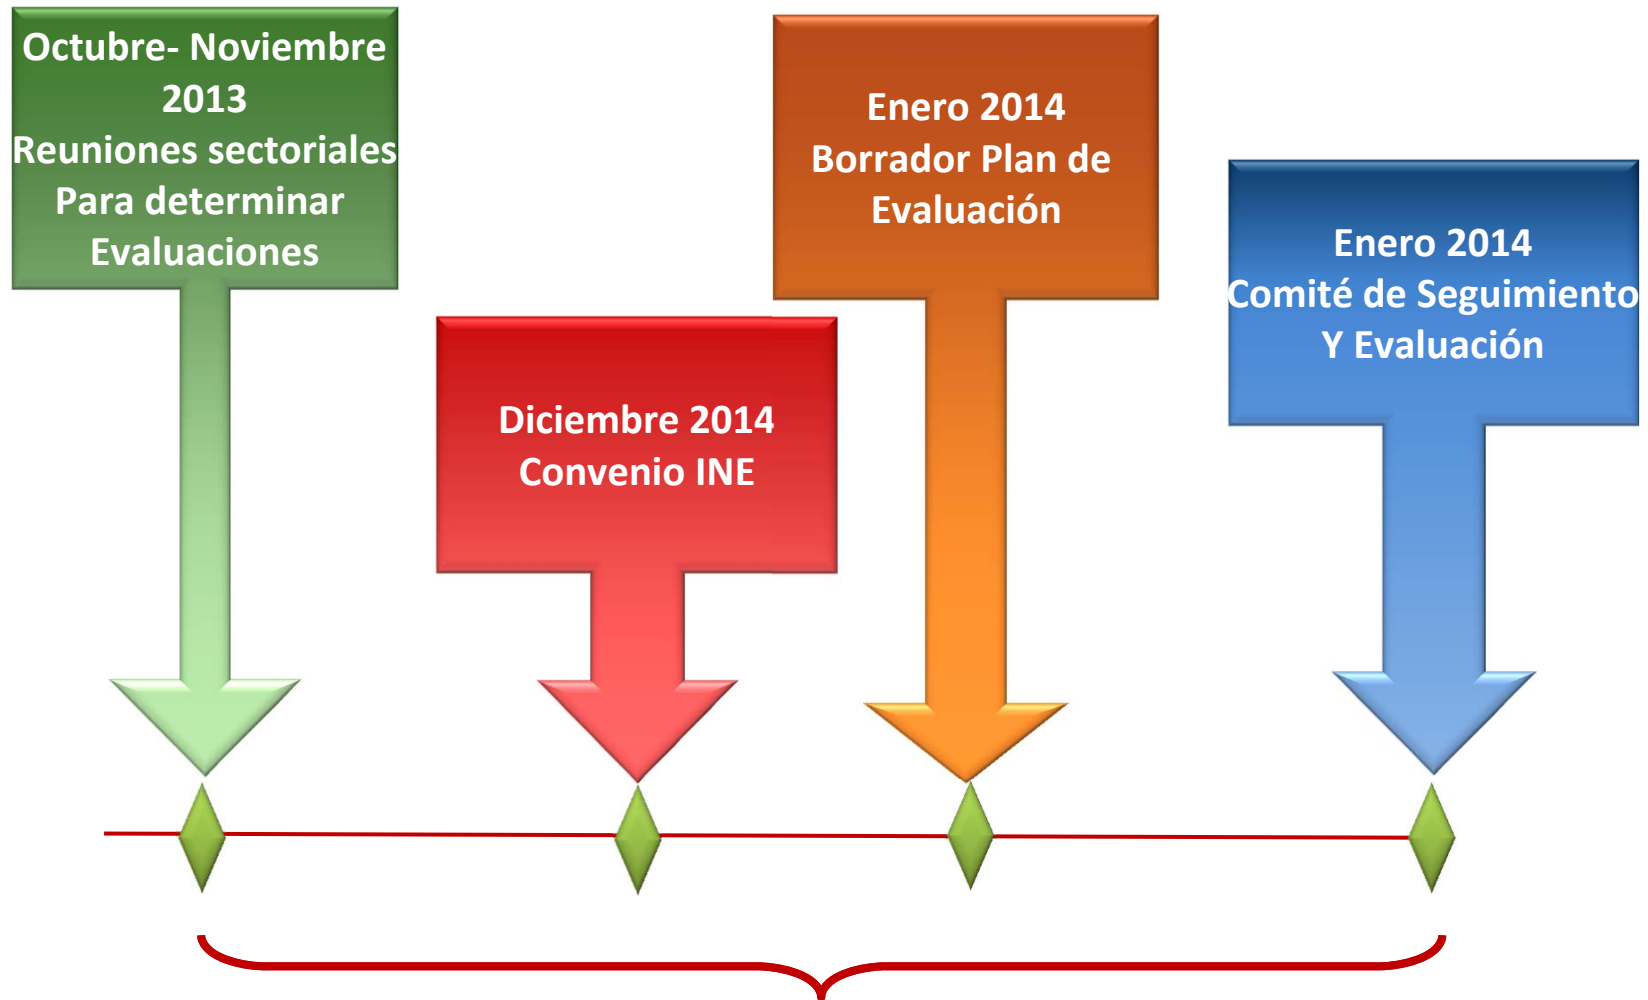 Octubre- Noviembre
2013
Reuniones sectoriales
Para determinar
Evaluaciones
Diciembre 2014
Convenio INE
Enero 2014
Borrador Plan de
Evaluación
Enero 2014
Comité de Seguimiento
Y Evaluación